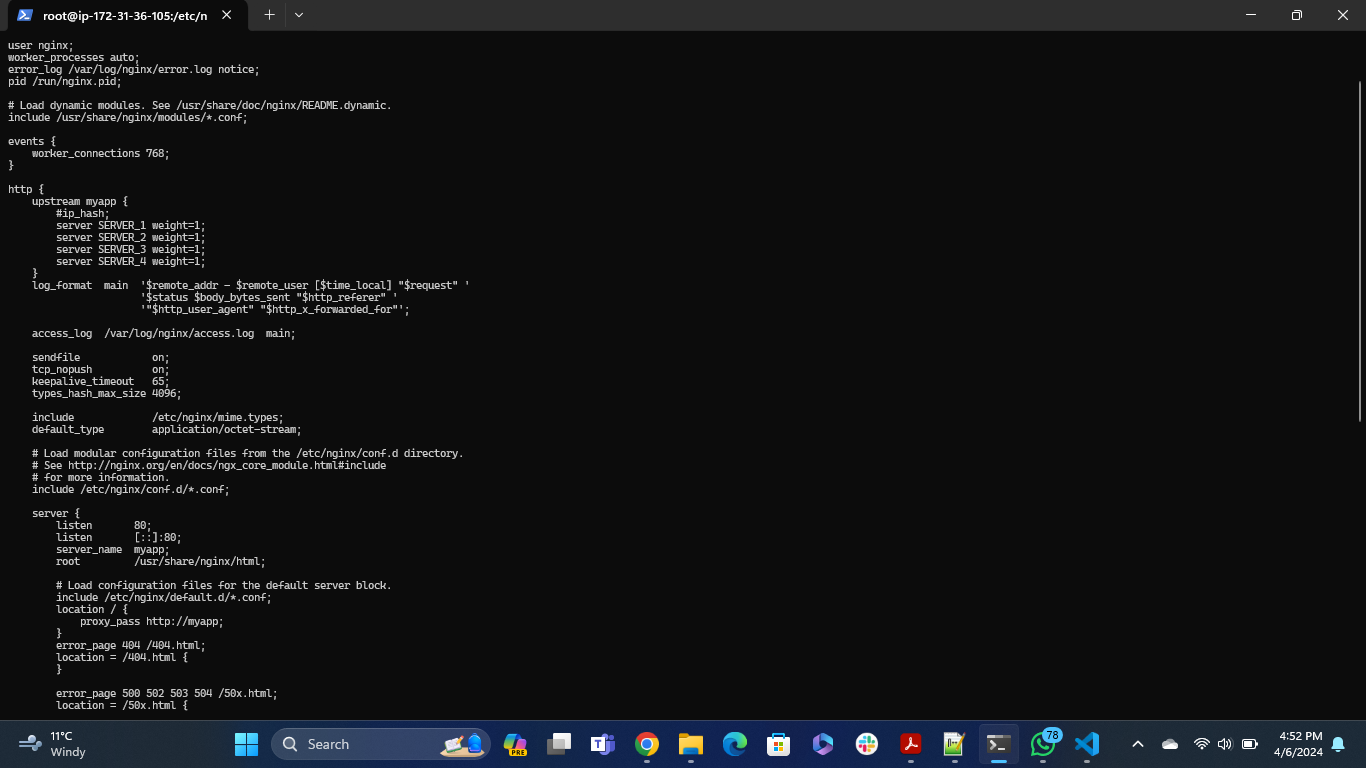 root@ip-172-31-36-105:/etc/n
user nginx;
worker_processes auto;
error_log /var/log/nginx/error.log notice;
pid /run/nginx.pid;

# Load dynamic modules. See /usr/share/doc/nginx/README.dynamic.
include /usr/share/nginx/modules/*.conf;

events {
    worker_connections 768;
}

http {
    upstream myapp {
        #ip_hash;
        server SERVER_1 weight=1;
        server SERVER_2 weight=1;
        server SERVER_3 weight=1;
        server SERVER_4 weight=1;
    }
    log_format  main  '$remote_addr - $remote_user [$time_local] "$request" '
                      '$status $body_bytes_sent "$http_referer" '
                      '"$http_user_agent" "$http_x_forwarded_for"';

    access_log  /var/log/nginx/access.log  main;

    sendfile            on;
    tcp_nopush          on;
    keepalive_timeout   65;
    types_hash_max_size 4096;

    include             /etc/nginx/mime.types;
    default_type        application/octet-stream;

    # Load modular configuration files from the /etc/nginx/conf.d directory.
    # See http://nginx.org/en/docs/ngx_core_module.html#include
    # for more information.
    include /etc/nginx/conf.d/*.conf;

    server {
        listen       80;
        listen       [::]:80;
        server_name  myapp;
        root         /usr/share/nginx/html;

        # Load configuration files for the default server block.
        include /etc/nginx/default.d/*.conf;
        location / {
            proxy_pass http://myapp;
        }
        error_page 404 /404.html;
        location = /404.html {
        }

        error_page 500 502 503 504 /50x.html;
        location = /50x.html {
11°C
Windy
Search
PRE
78
4:52 PM
4/6/2024